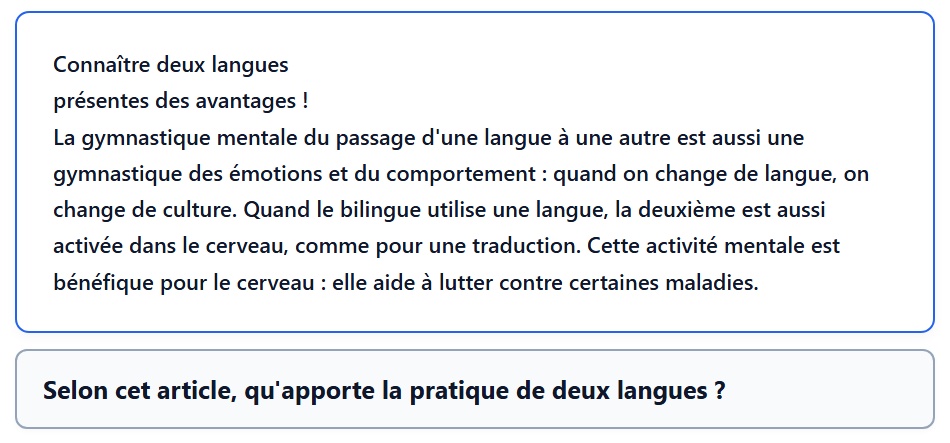 Connaître deux langues
présentes des avantages !
La gymnastique mentale du passage d'une langue à une autre est aussi une
gymnastique des émotions et du comportement : quand on change de langue, on
change de culture. Quand le bilingue utilise une langue, la deuxième est aussi
activée dans le cerveau, comme pour une traduction. Cette activité mentale est
bénéfique pour le cerveau : elle aide à lutter contre certaines maladies.
Selon cet article, qu'apporte la pratique de deux langues ?